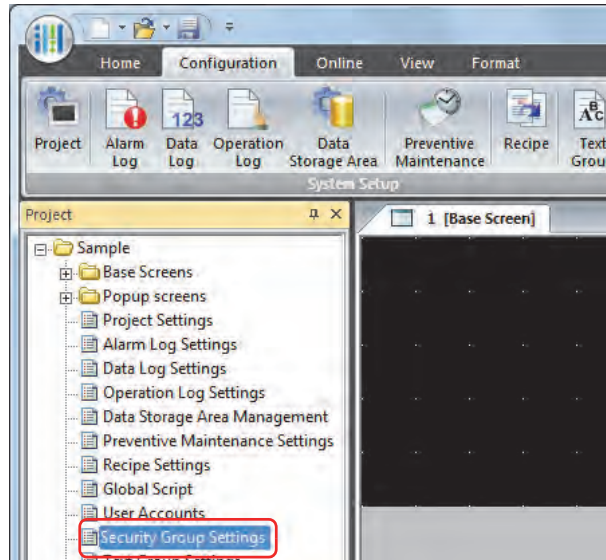 Home Configuration Online View Format
123
Project Alarm Log Data Log Operation Log Data Storage Area Preventive Maintenance Recipe Text Grou
System Setup
Project
1 [Base Screen]
Sample
Base Screens
Popup screens
Project Settings
Alarm Log Settings
Data Log Settings
Operation Log Settings
Data Storage Area Management
Preventive Maintenance Settings
Recipe Settings
Global Script
User Accounts
Security Group Settings
Text Group Settings